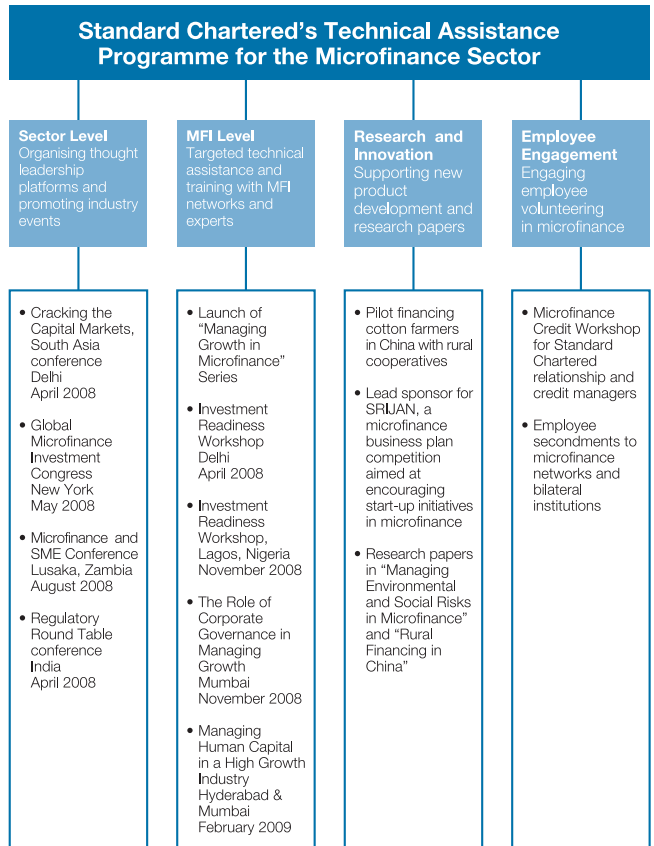 Standard Chartered's Technical Assistance
Programme for the Microfinance Sector
Sector Level
Organising thought
leadership
platforms and
promoting industry
events
MFI Level
Targeted technical
assistance and
training with MFI
networks and
experts
Research and
Innovation
Supporting new
product
development and
research papers
Employee
Engagement
Engaging
employee
volunteering
in microfinance
• Cracking the
Capital Markets,
South Asia
conference
Delhi
April 2008
• Global
Microfinance
Investment
Congress
New York
May 2008
• Microfinance and
SME Conference
Lusaka, Zambia
August 2008
• Regulatory
Round Table
conference
India
April 2008
• Launch of
"Managing
Growth in
Microfinance"
Series
• Investment
Readiness
Workshop
Delhi
April 2008
• Investment
Readiness
Workshop,
Lagos, Nigeria
November 2008
• The Role of
Corporate
Governance in
Managing
Growth
Mumbai
November 2008
• Managing
Human Capital
in a High Growth
Industry
Hyderabad &
Mumbai
February 2009
• Pilot financing
cotton farmers
in China with rural
cooperatives
• Lead sponsor for
SRIJAN, a
microfinance
business plan
competition
aimed at
encouraging
start-up initiatives
in microfinance
• Research papers
in "Managing
Environmental
and Social Risks
in Microfinance"
and "Rural
Financing in
China"
• Microfinance
Credit Workshop
for Standard
Chartered
relationship and
credit managers
• Employee
secondments to
microfinance
networks and
bilateral
institutions